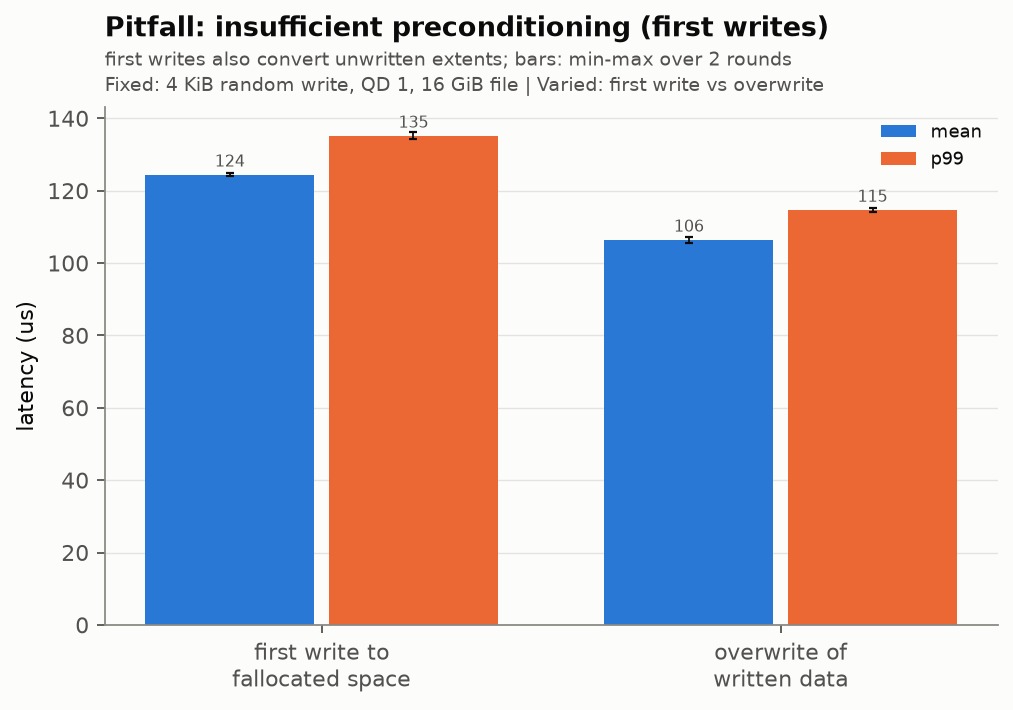 Pitfall: insufficient preconditioning (first writes)
first writes also convert unwritten extents; bars: min-max over 2 rounds
Fixed: 4 KiB random write, QD 1, 16 GiB file | Varied: first write vs overwrite
latency (us)
140
120
100
80
60
40
20
0
124
135
106
115
mean
p99
first write to
fallocated space
overwrite of
written data